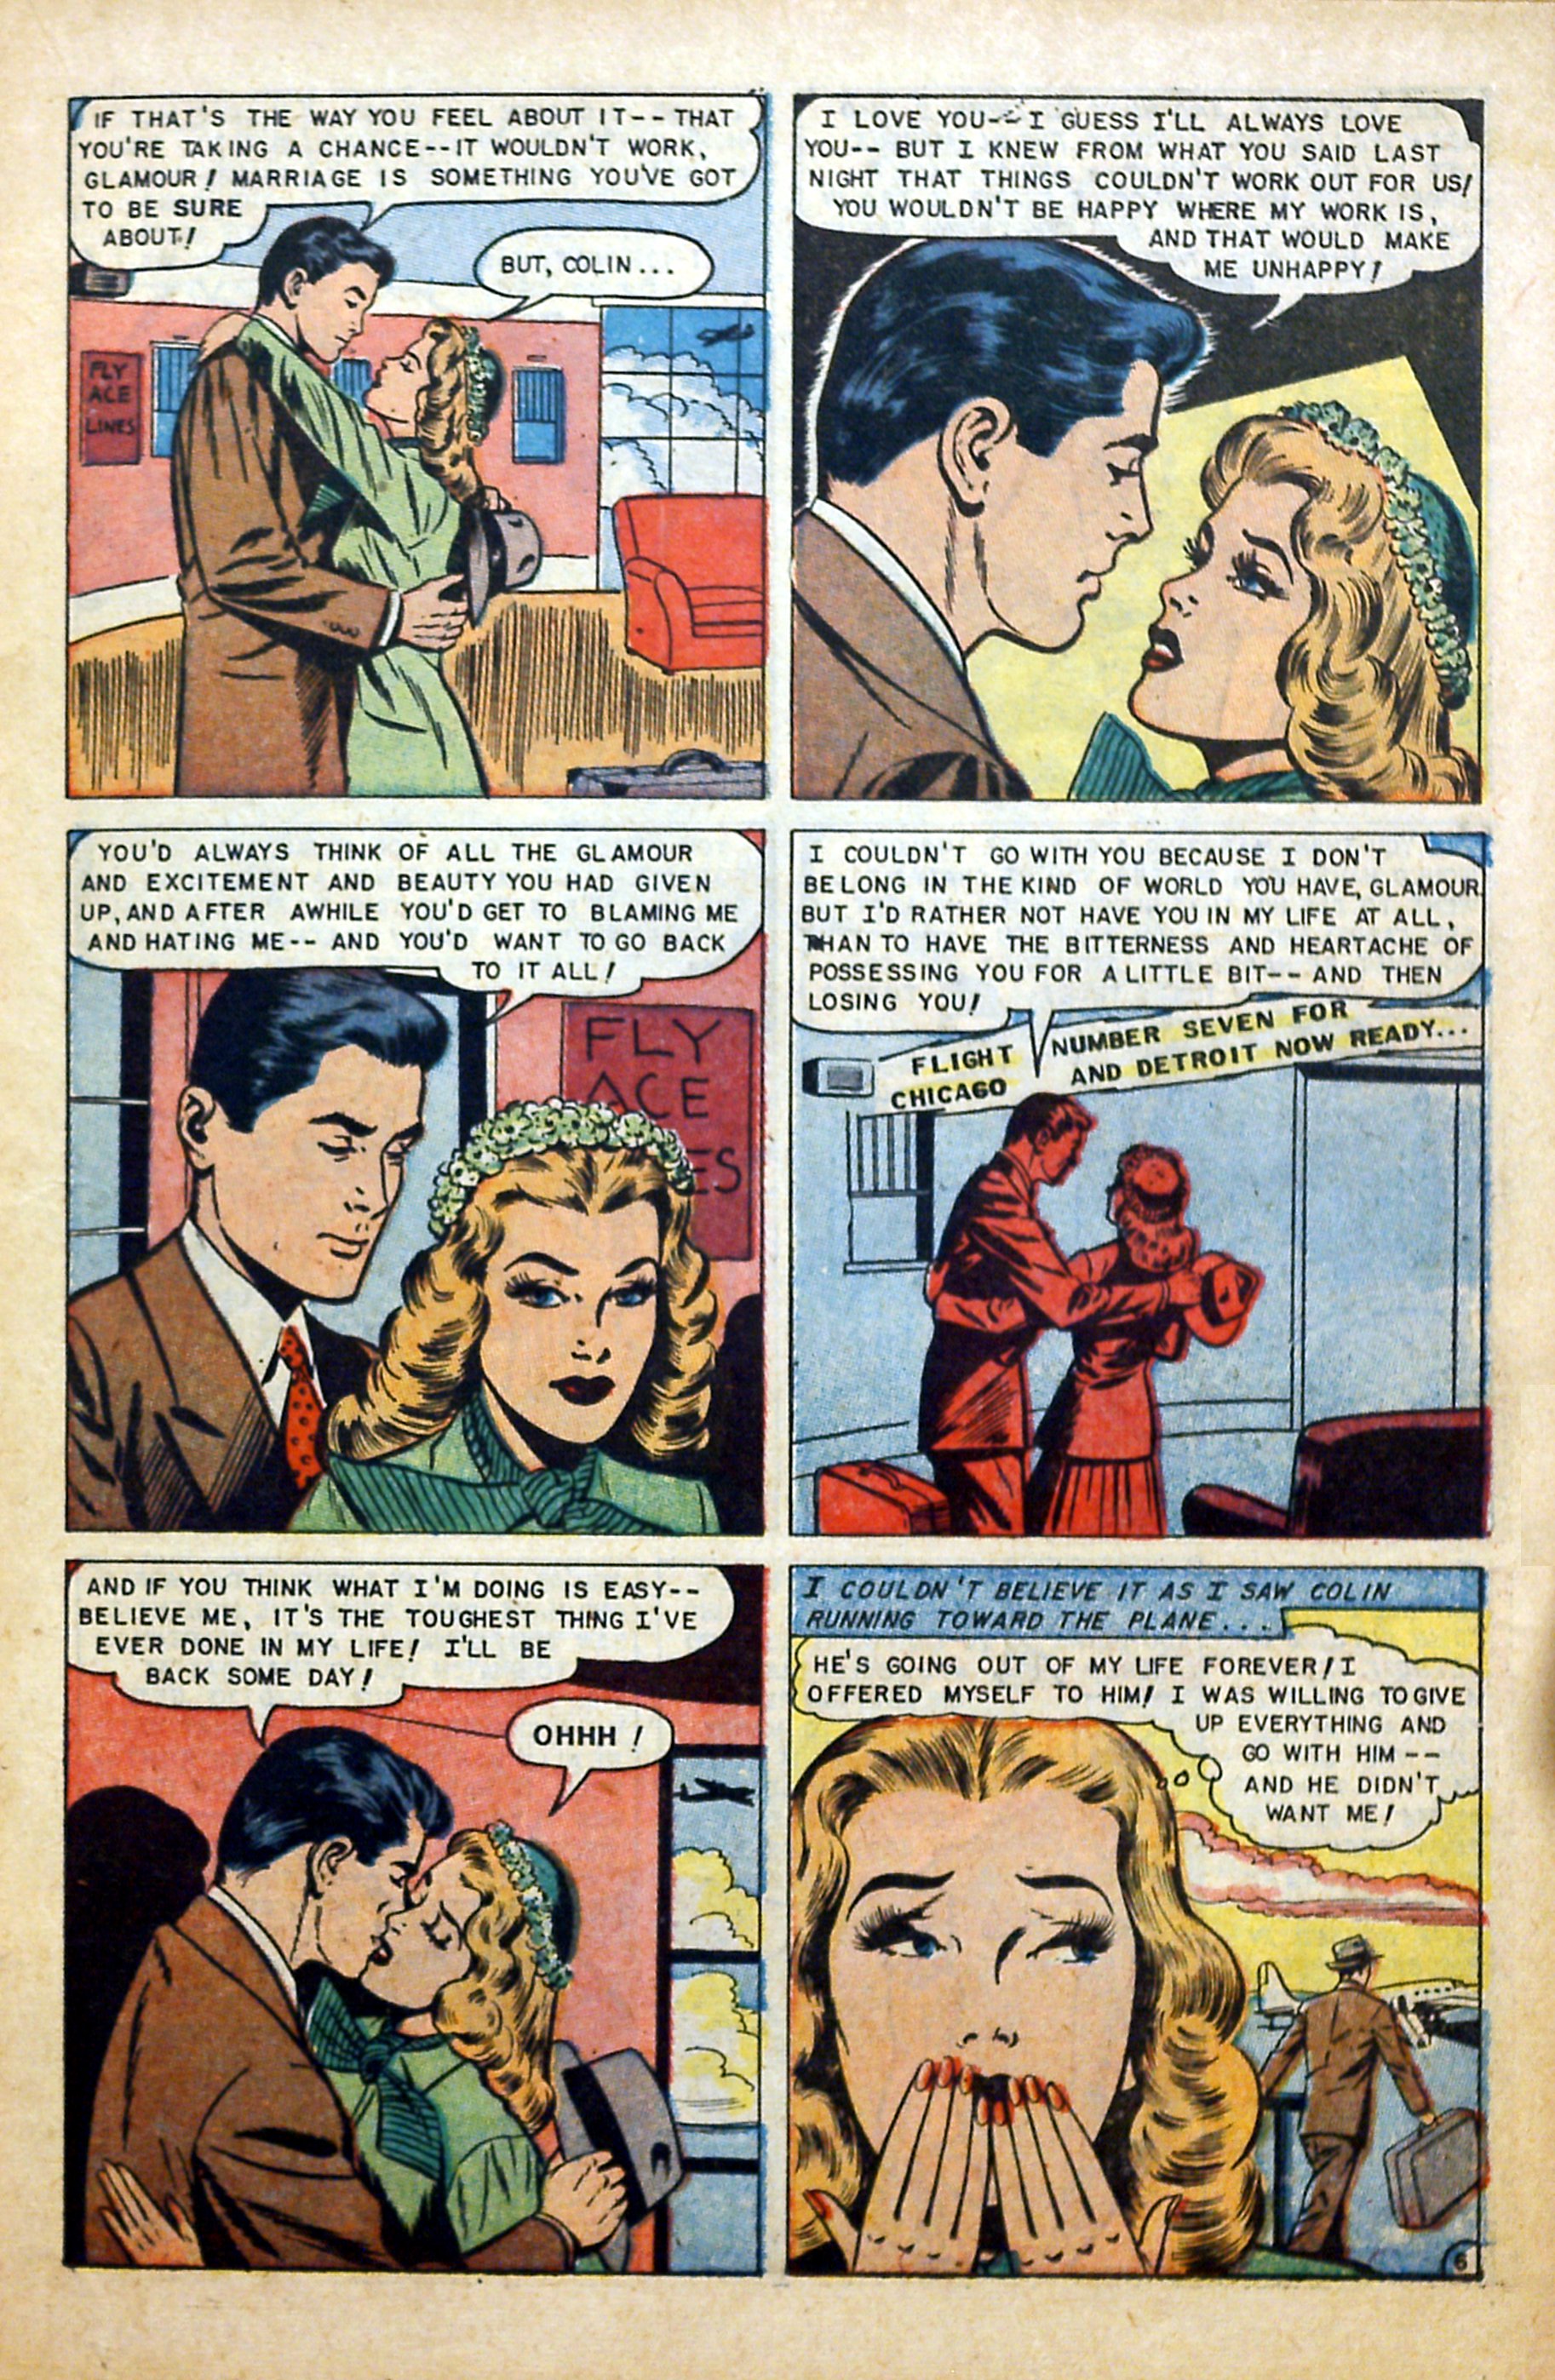 IF THAT'S THE WAY YOU FEEL ABOUT IT-- THAT
YOU'RE TAKING A CHANCE--IT WOULDN'T WORK,
GLAMOUR! MARRIAGE IS SOMETHING YOU'VE GOT
TO BE SURE
ABOUT!
BUT, COLIN...
FLY
ACE
LINES
I LOVE YOU-- I GUESS I'LL ALWAYS LOVE
YOU-- BUT I KNEW FROM WHAT YOU SAID LAST
NIGHT THAT THINGS COULDN'T WORK OUT FOR US!
YOU WOULDN'T BE HAPPY WHERE MY WORK IS,
AND THAT WOULD MAKE
ME UNHAPPY!
YOU'D ALWAYS THINK OF ALL THE GLAMOUR
AND EXCITEMENT AND BEAUTY YOU HAD GIVEN
UP, AND AFTER AWHILE YOU'D GET TO BLAMING ME
AND HATING ME-- AND YOU'D WANT TO GO BACK
TO IT ALL!
FLY
ACE
ES
I COULDN'T GO WITH YOU BECAUSE I DON'T
BELONG IN THE KIND OF WORLD YOU HAVE, GLAMOUR
BUT I'D RATHER NOT HAVE YOU IN MY LIFE AT ALL,
THAN TO HAVE THE BITTERNESS AND HEARTACHE OF
POSSESSING YOU FOR A LITTLE BIT-- AND THEN
LOSING YOU!
FLIGHT NUMBER SEVEN FOR
CHICAGO AND DETROIT NOW READY...
AND IF YOU THINK WHAT I'M DOING IS EASY--
BELIEVE ME, IT'S THE TOUGHEST THING I'VE
EVER DONE IN MY LIFE! I'LL BE
BACK SOME DAY!
OHHH!
I COULDN'T BELIEVE IT AS I SAW COLIN
RUNNING TOWARD THE PLANE...
HE'S GOING OUT OF MY LIFE FOREVER! I
OFFERED MYSELF TO HIM! I WAS WILLING TO GIVE
UP EVERYTHING AND
GO WITH HIM --
AND HE DIDN'T
WANT ME!
6